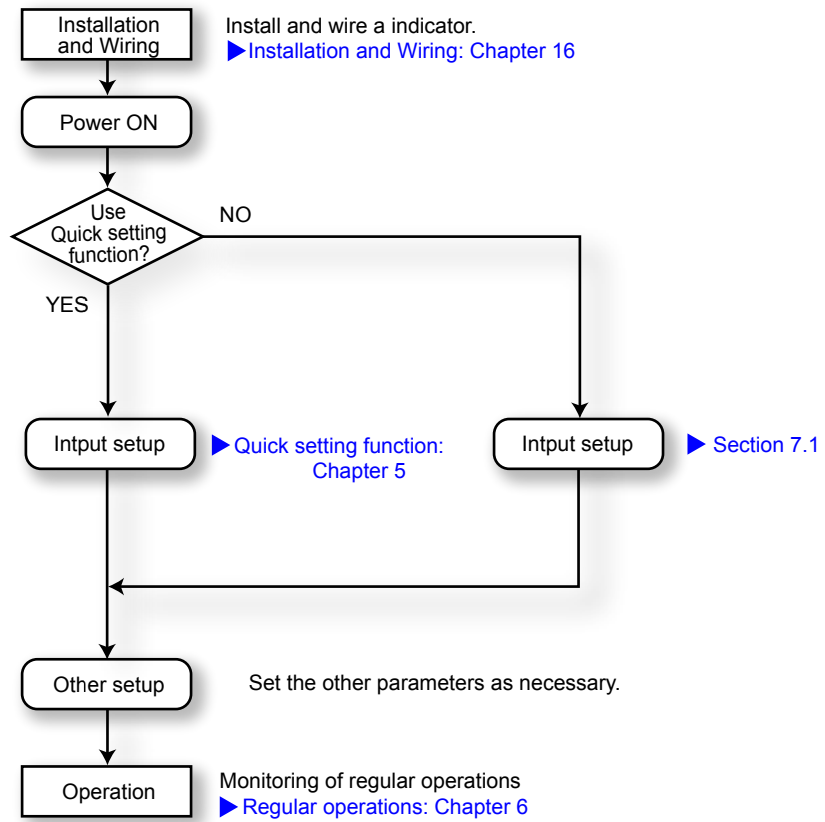 Installation
and Wiring
Install and wire a indicator.
▶Installation and Wiring: Chapter 16
Power ON
Use
Quick setting
function?
NO
YES
Intput setup
▶Quick setting function:
Chapter 5
Intput setup
▶ Section 7.1
Other setup
Set the other parameters as necessary.
Operation
Monitoring of regular operations
▶Regular operations: Chapter 6